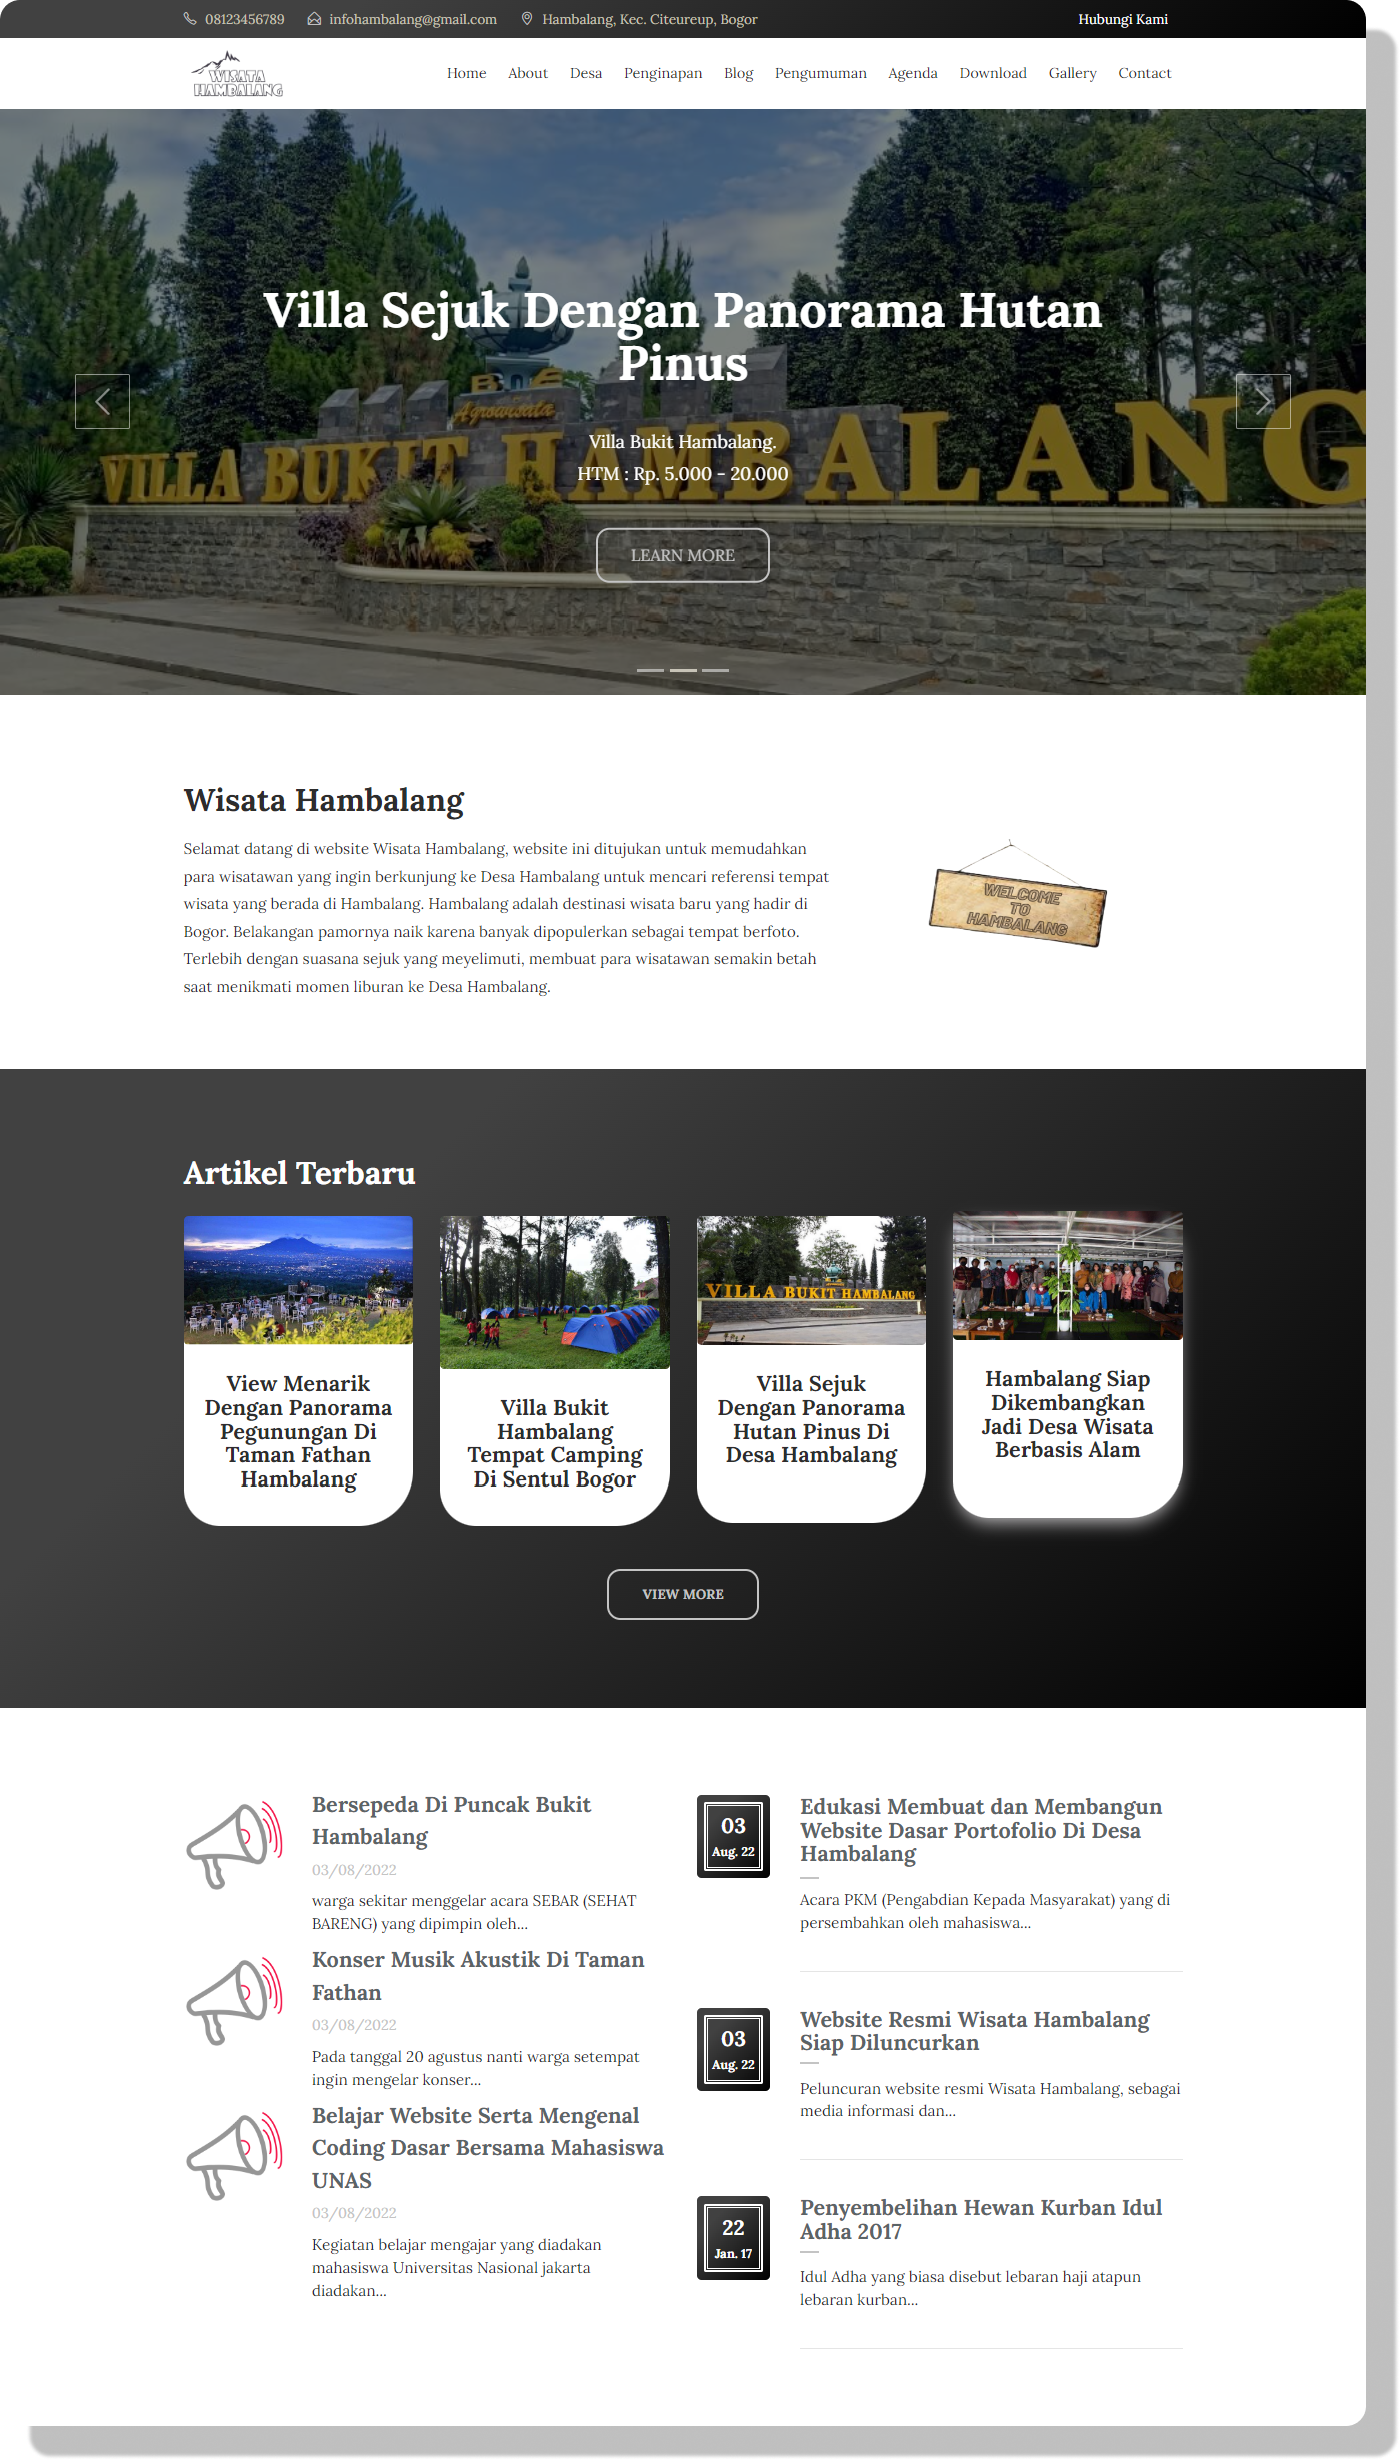 08123456789 infohambalang@gmail.com Hambalang, Kec. Citeureup, Bogor Hubungi Kami
WISATA
HAMBALANG
Home About Desa Penginapan Blog Pengumuman Agenda Download Gallery Contact
Villa Sejuk Dengan Panorama Hutan
Pinus
B & E
Agrowisata
VILLA BUKIT HAMBALANG
Villa Bukit Hambalang.
HTM : Rp. 5.000 - 20.000
LEARN MORE
Wisata Hambalang
Selamat datang di website Wisata Hambalang, website ini ditujukan untuk memudahkan
para wisatawan yang ingin berkunjung ke Desa Hambalang untuk mencari referensi tempat
wisata yang berada di Hambalang. Hambalang adalah destinasi wisata baru yang hadir di
Bogor. Belakangan pamornya naik karena banyak dipopulerkan sebagai tempat berfoto.
Terlebih dengan suasana sejuk yang meyelimuti, membuat para wisatawan semakin betah
saat menikmati momen liburan ke Desa Hambalang.
WELCOME
TO
HAMBALANG
Artikel Terbaru
View Menarik
Dengan Panorama
Pegunungan Di
Taman Fathan
Hambalang
Villa Bukit
Hambalang
Tempat Camping
Di Sentul Bogor
VILLA BUKIT HAMBALANG
Villa Sejuk
Dengan Panorama
Hutan Pinus Di
Desa Hambalang
Hambalang Siap
Dikembangkan
Jadi Desa Wisata
Berbasis Alam
VIEW MORE
Bersepeda Di Puncak Bukit
Hambalang
03/08/2022
warga sekitar menggelar acara SEBAR (SEHAT
BARENG) yang dipimpin oleh...
Konser Musik Akustik Di Taman
Fathan
03/08/2022
Pada tanggal 20 agustus nanti warga setempat
ingin mengelar konser...
Belajar Website Serta Mengenal
Coding Dasar Bersama Mahasiswa
UNAS
03/08/2022
Kegiatan belajar mengajar yang diadakan
mahasiswa Universitas Nasional jakarta
diadakan...
03
Aug. 22
Edukasi Membuat dan Membangun
Website Dasar Portofolio Di Desa
Hambalang
Acara PKM (Pengabdian Kepada Masyarakat) yang di
persembahkan oleh mahasiswa...
03
Aug. 22
Website Resmi Wisata Hambalang
Siap Diluncurkan
Peluncuran website resmi Wisata Hambalang, sebagai
media informasi dan...
22
Jan. 17
Penyembelihan Hewan Kurban Idul
Adha 2017
Idul Adha yang biasa disebut lebaran haji atapun
lebaran kurban...